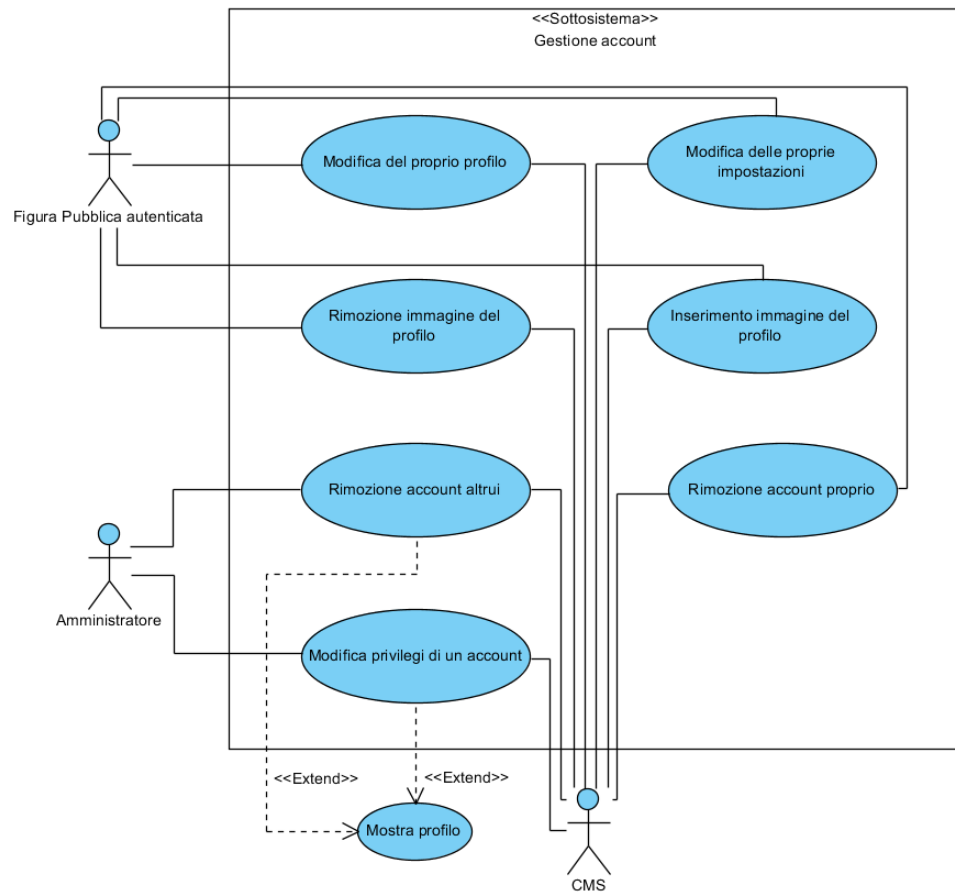 <<Sottosistema>>
Gestione account
Modifica del proprio profilo
Modifica delle proprie
impostazioni
Figura Pubblica autenticata
Rimozione immagine del
profilo
Inserimento immagine del
profilo
Rimozione account altrui
Rimozione account proprio
Amministratore
Modifica privilegi di un account
<<Extend>>
<<Extend>>
Mostra profilo
CMS